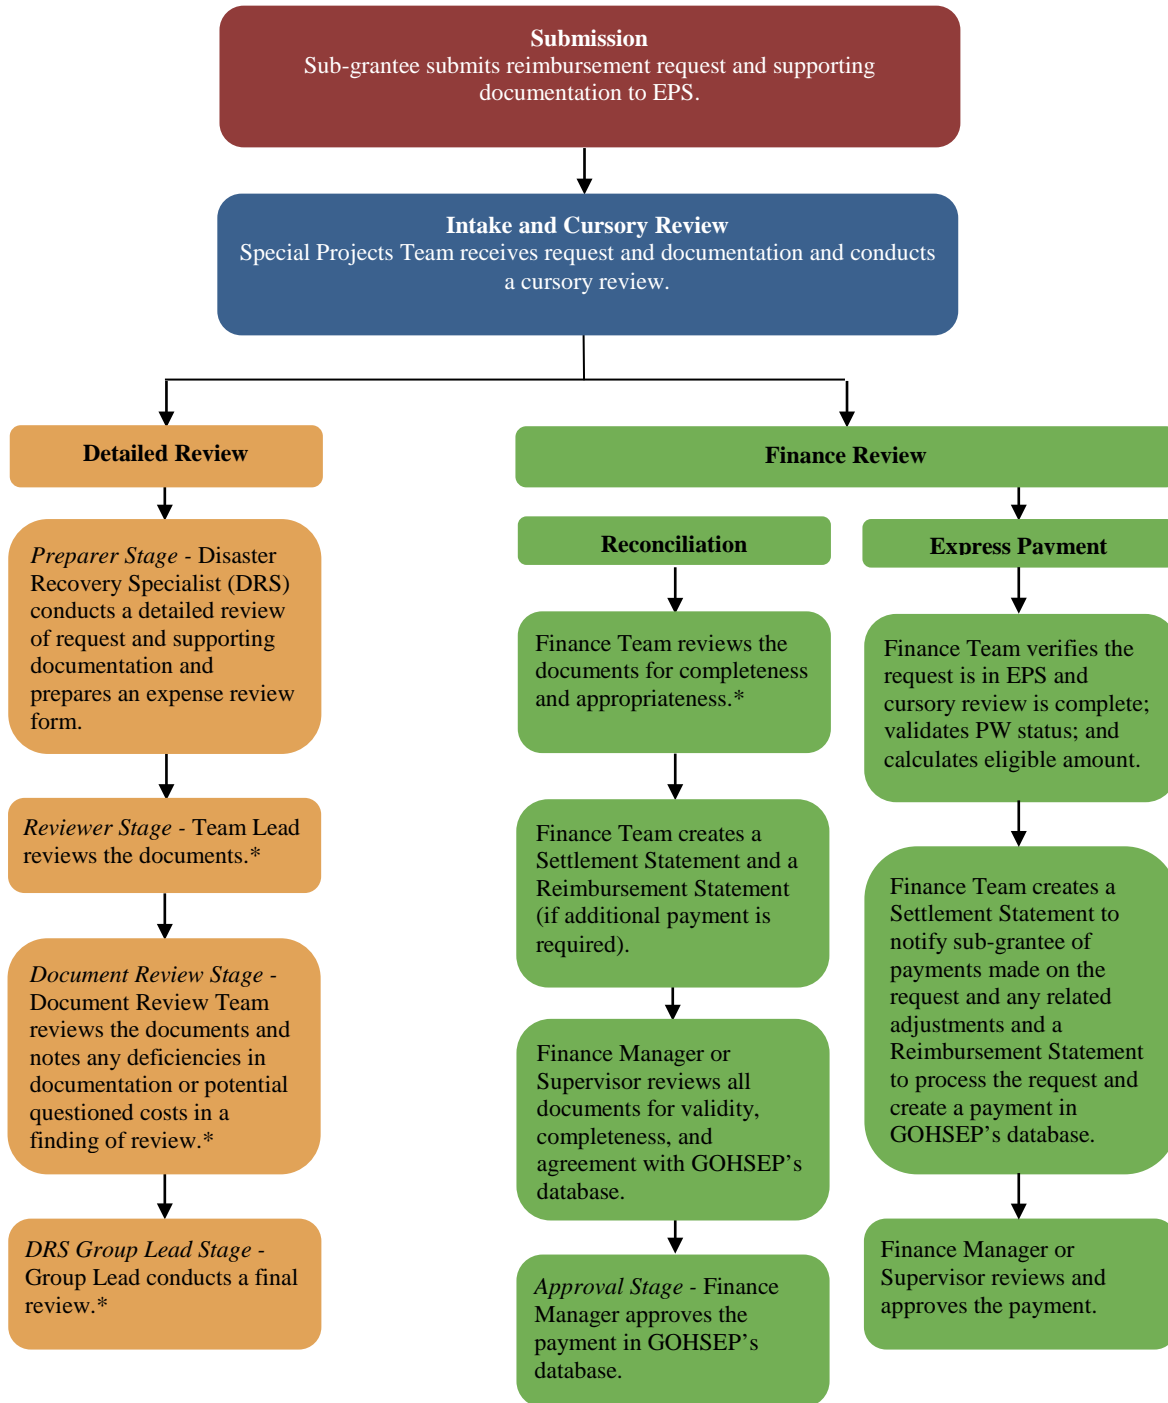 Submission
Sub-grantee submits reimbursement request and supporting
documentation to EPS.
Intake and Cursory Review
Special Projects Team receives request and documentation and conducts
a cursory review.
Detailed Review
Preparer Stage - Disaster
Recovery Specialist (DRS)
conducts a detailed review
of request and supporting
documentation and
prepares an expense review
form.
Reviewer Stage - Team Lead
reviews the documents.*
Document Review Stage -
Document Review Team
reviews the documents and
notes any deficiencies in
documentation or potential
questioned costs in a
finding of review.*
DRS Group Lead Stage -
Group Lead conducts a final
review.*
Finance Review
Reconciliation
Finance Team reviews the
documents for completeness
and appropriateness.*
Finance Team creates a
Settlement Statement and a
Reimbursement Statement
(if additional payment is
required).
Finance Manager or
Supervisor reviews all
documents for validity,
completeness, and
agreement with GOHSEP’s
database.
Approval Stage - Finance
Manager approves the
payment in GOHSEP’s
database.
Express Payment
Finance Team verifies the
request is in EPS and
cursory review is complete;
validates PW status; and
calculates eligible amount.
Finance Team creates a
Settlement Statement to
notify sub-grantee of
payments made on the
request and any related
adjustments and a
Reimbursement Statement
to process the request and
create a payment in
GOHSEP’s database.
Finance Manager or
Supervisor reviews and
approves the payment.